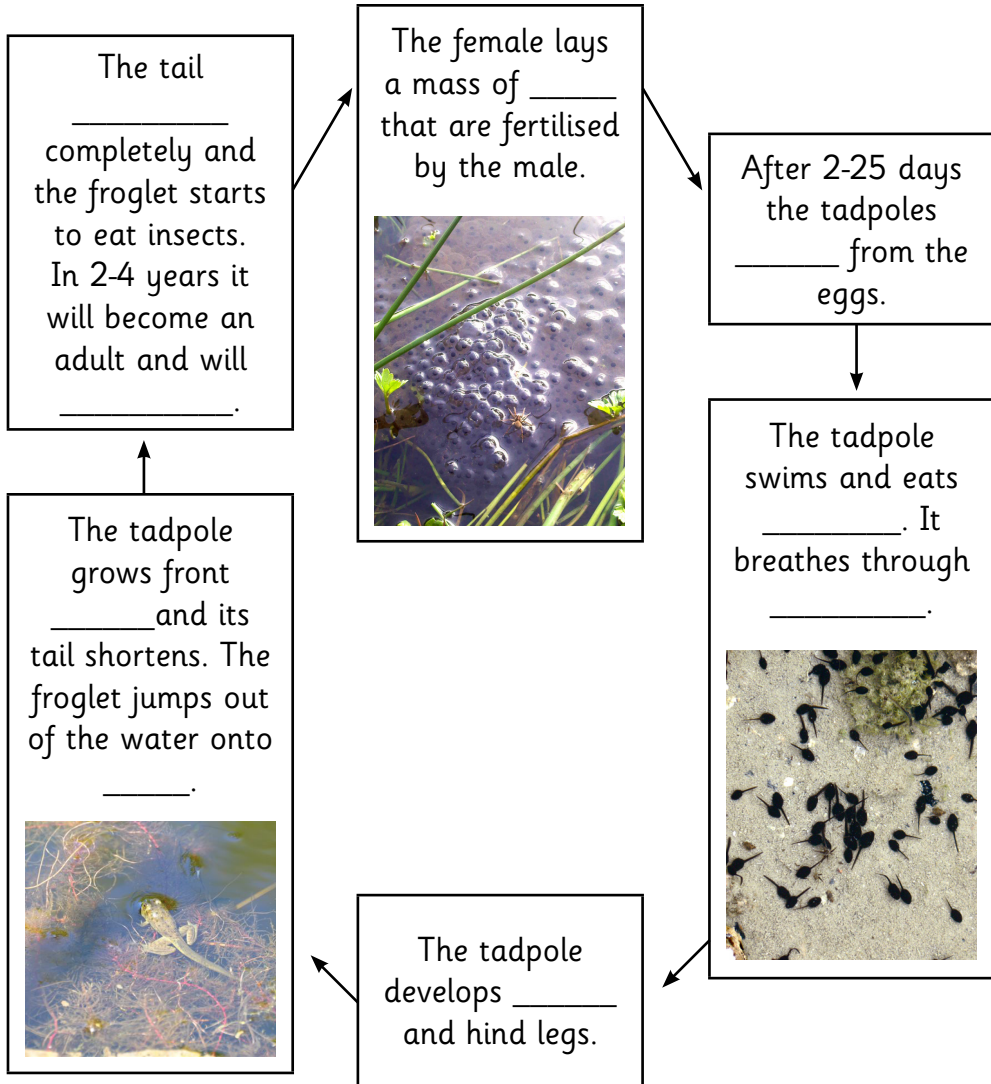 The female lays
a mass of _____
that are fertilised
by the male.
After 2-25 days
the tadpoles
______ from the
eggs.
The tadpole
swims and eats
________. It
breathes through
_________.
The tadpole
develops ______
and hind legs.
The tadpole
grows front
______and its
tail shortens. The
froglet jumps out
of the water onto
_____.
The tail
_________
completely and
the froglet starts
to eat insects.
In 2-4 years it
will become an
adult and will
__________.